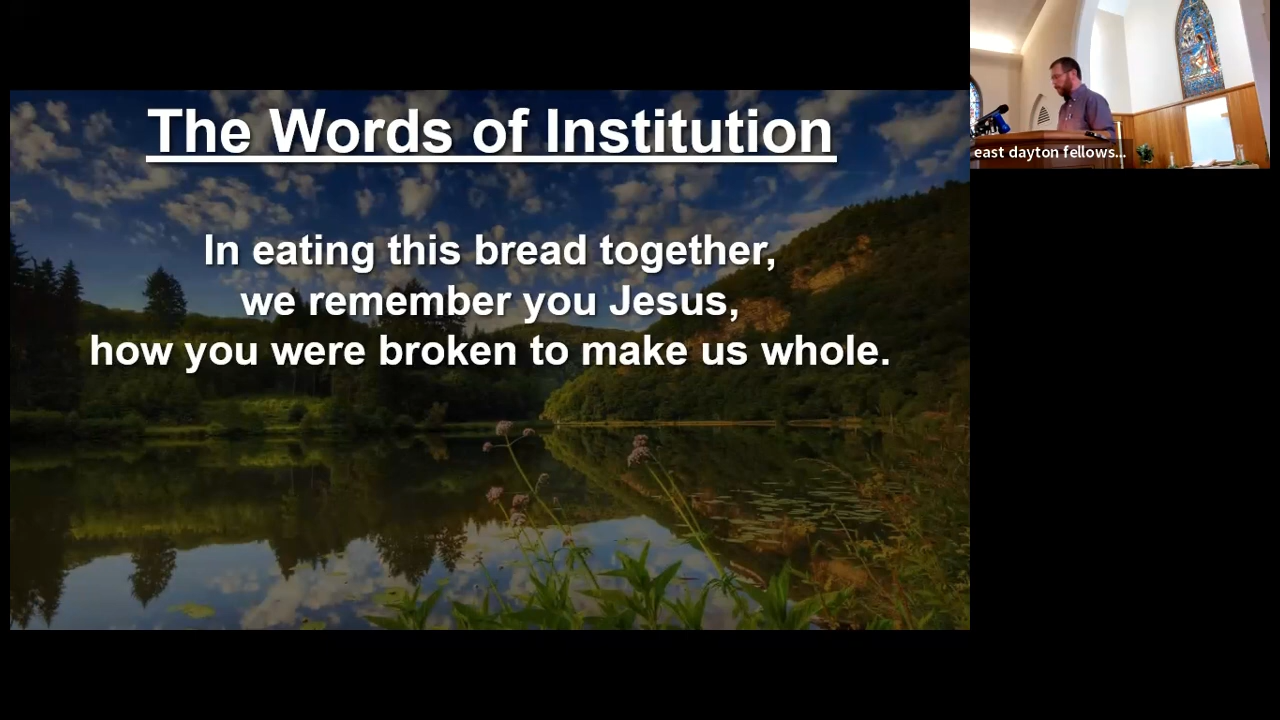 The Words of Institution
In eating this bread together,
we remember you Jesus,
how you were broken to make us whole.
east dayton fellows...